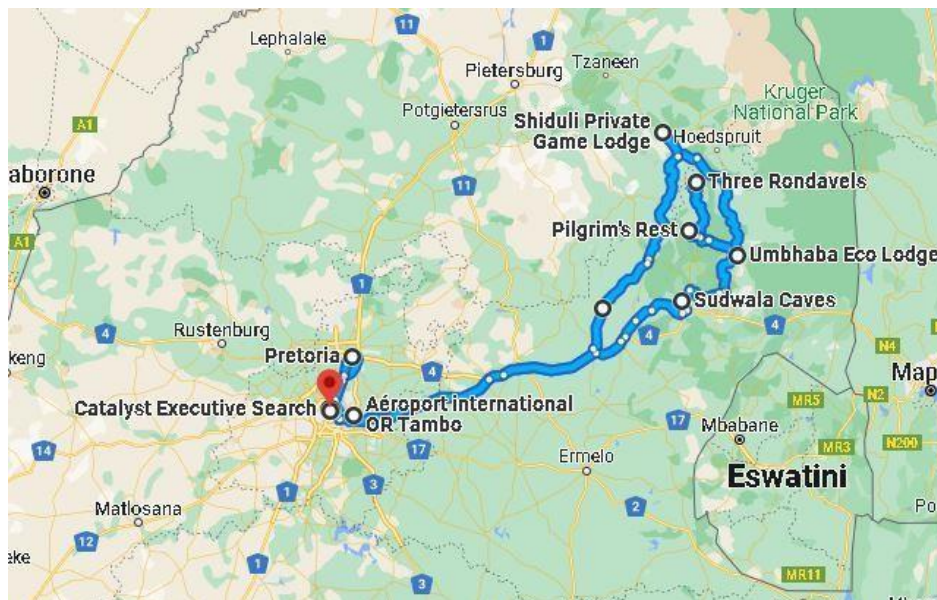 11
1
Lephalale
Tzaneen
Pietersburg
Kruger
National Park
Potgietersrus
A1
Shiduli Private
Game Lodge
Hoedspruit
aborone
11
Three Rondavels
Pilgrim's Rest
A1
Umbhaba Eco Lodge
1
Sudwala Caves
Rustenburg
4
4
4
N4
keng
Pretoria
4
Map
Catalyst Executive Search
Aéroport international
OR Tambo
MR5
N2
17
Mbabane
14
17
MR3
N200
Ermelo
Eswatini
1
3
Matlosana
2
Po
12
eke
1
MR11
3